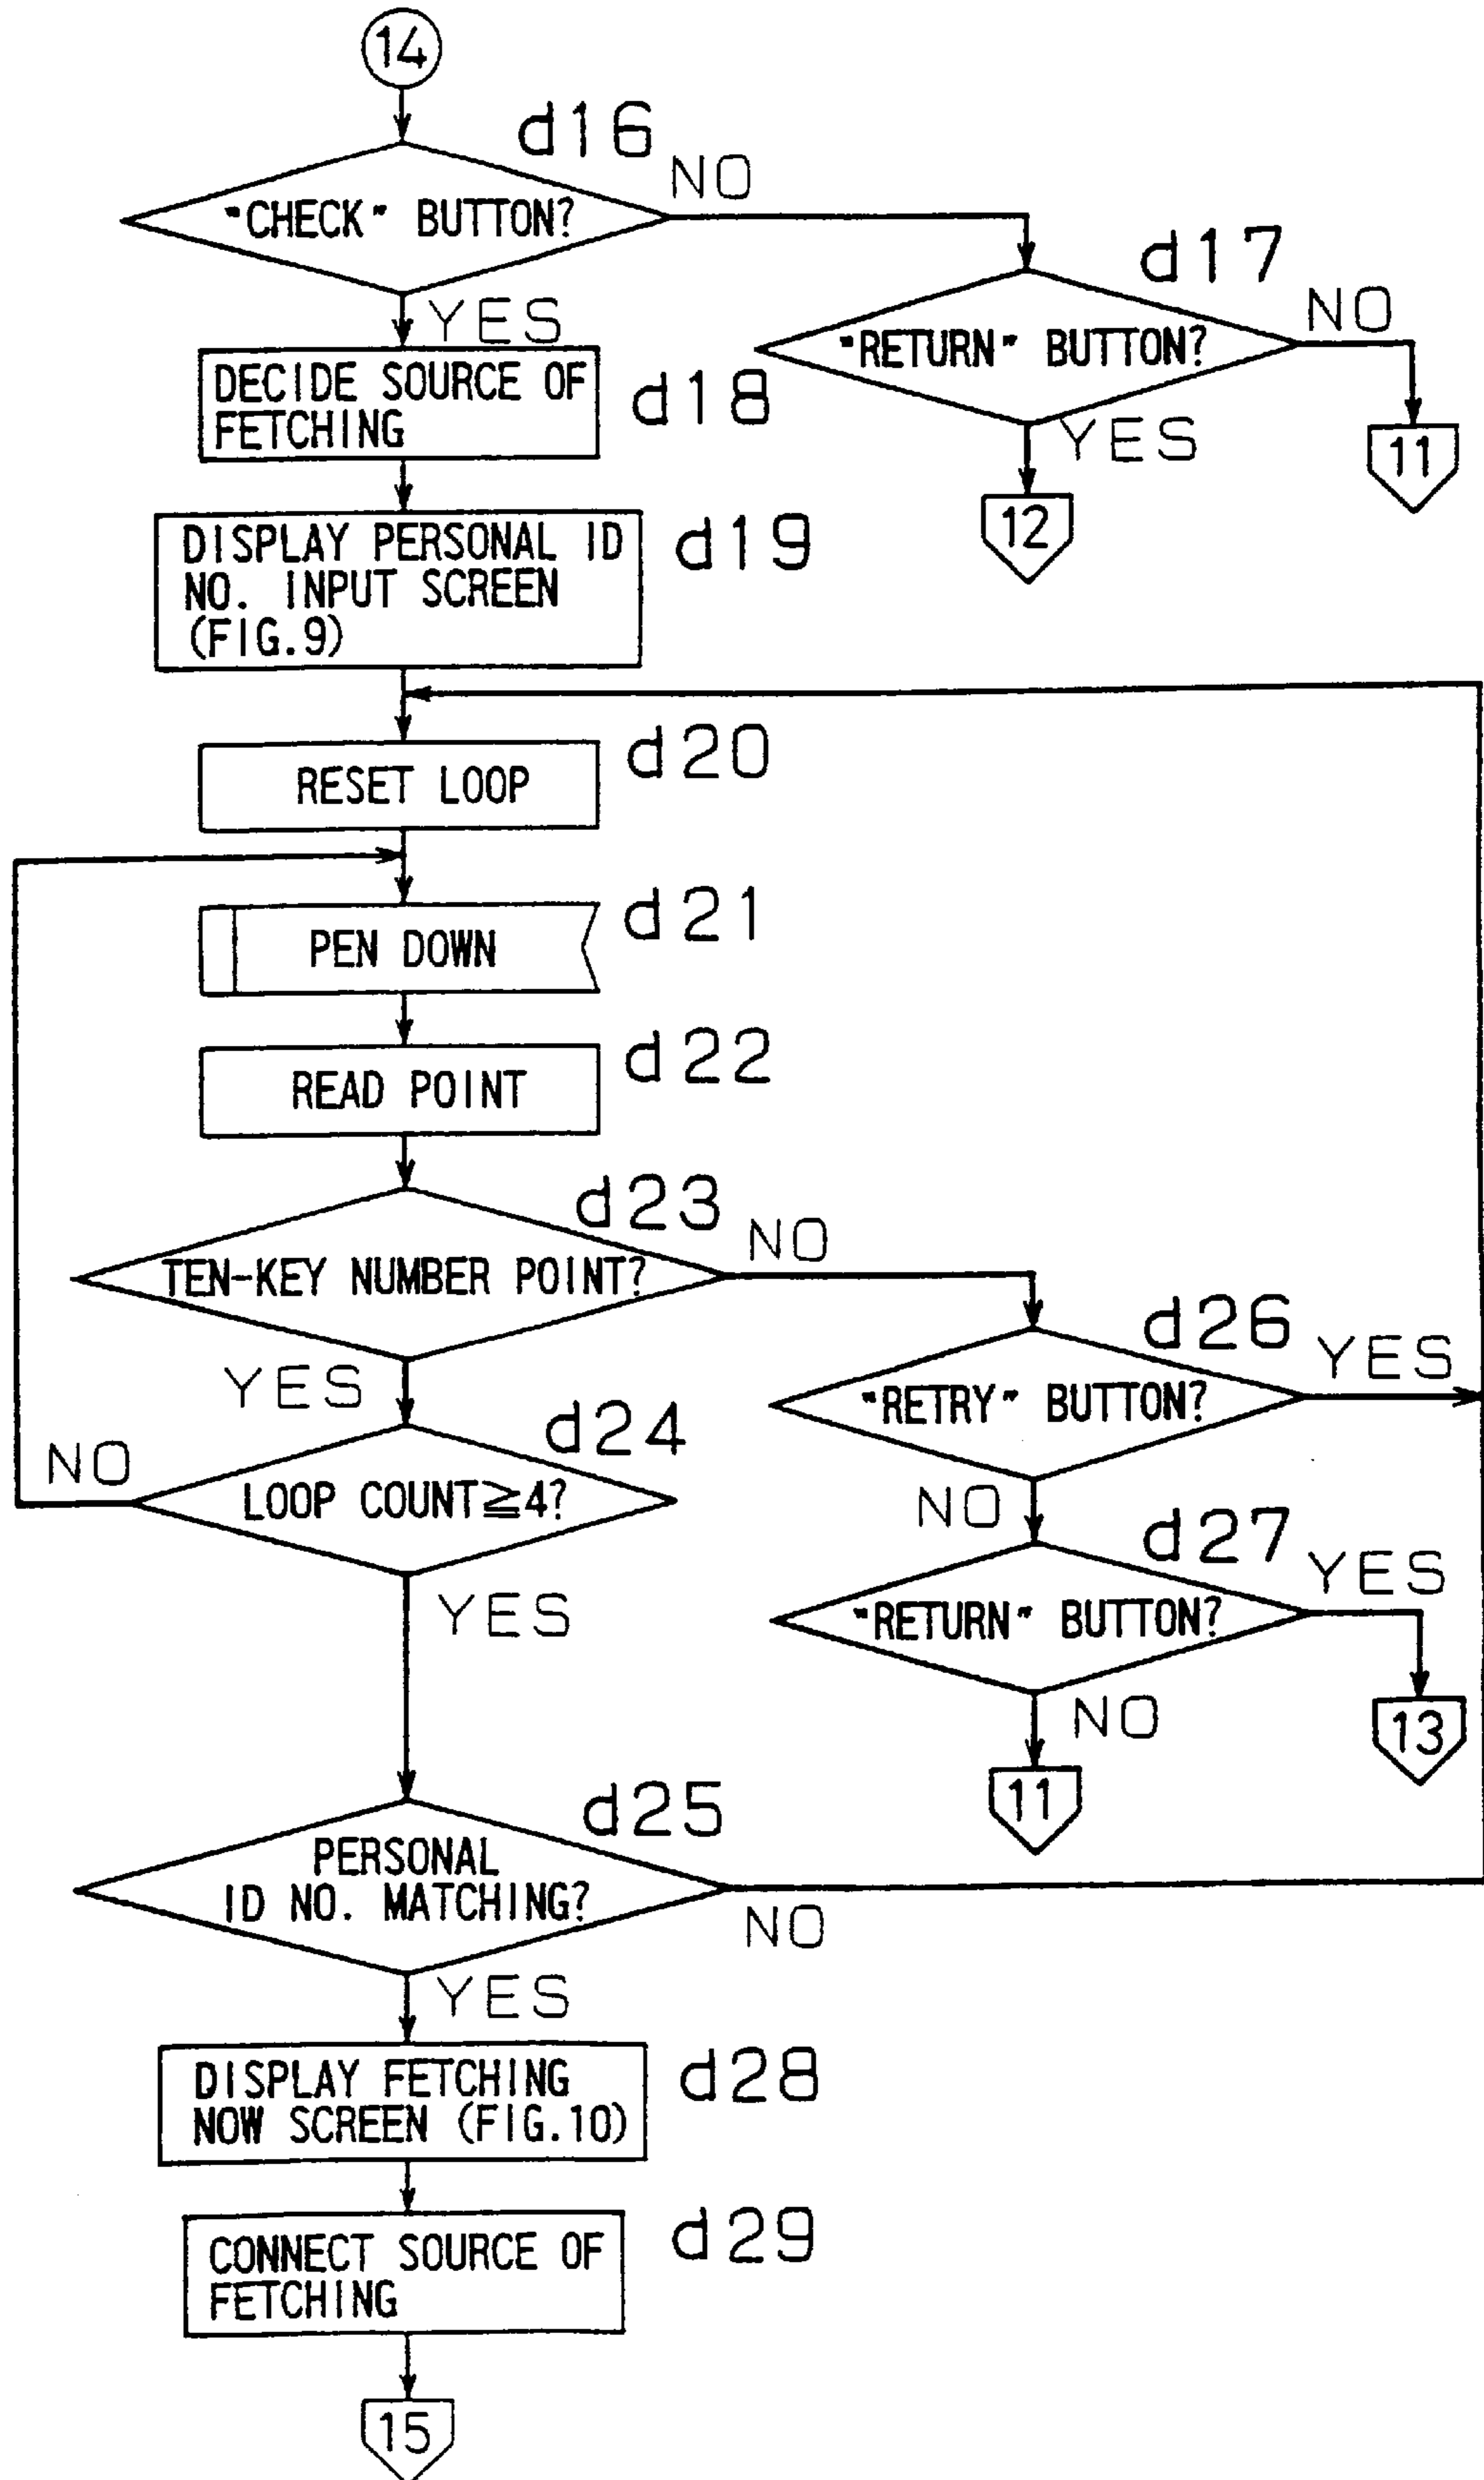 14
d16
NO
"CHECK" BUTTON?
d17
YES
NO
"RETURN" BUTTON?
DECIDE SOURCE OF
FETCHING
d18
YES
11
12
DISPLAY PERSONAL ID
NO. INPUT SCREEN
(FIG.9)
d19
d20
RESET LOOP
d21
PEN DOWN
d22
READ POINT
d23
NO
TEN-KEY NUMBER POINT?
d26
YES
YES
"RETRY" BUTTON?
d24
NO
LOOP COUNT≧4?
NO
d27
YES
YES
"RETURN" BUTTON?
NO
13
11
d25
PERSONAL
ID NO. MATCHING?
NO
YES
DISPLAY FETCHING
NOW SCREEN (FIG.10)
d28
d29
CONNECT SOURCE OF
FETCHING
15